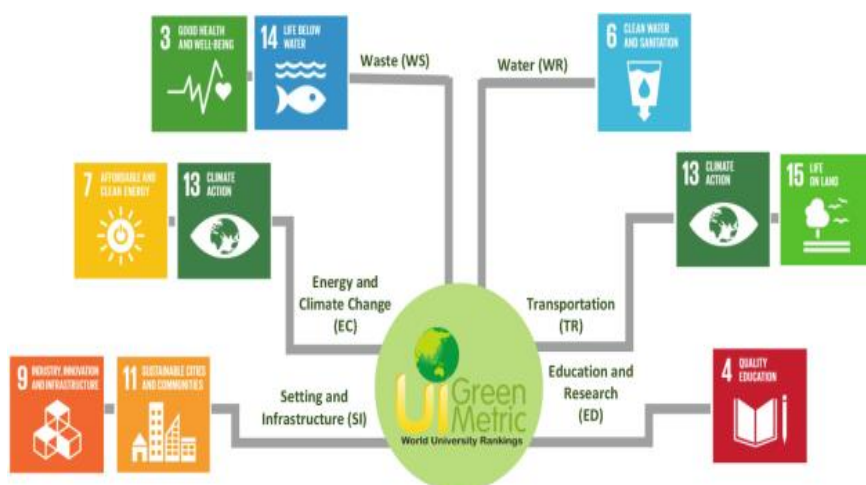 3 GOOD HEALTH
AND WELL-BEING
14 LIFE BELOW
WATER
Waste (WS)
Water (WR)
6 CLEAN WATER
AND SANITATION
7 AFFORDABLE AND
CLEAN ENERGY
13 CLIMATE
ACTION
13 CLIMATE
ACTION
15 LIFE
ON LAND
Energy and
Climate Change
(EC)
Transportation
(TR)
9 INDUSTRY, INNOVATION
AND INFRASTRUCTURE
11 SUSTAINABLE CITIES
AND COMMUNITIES
Setting and
Infrastructure (SI)
UI Green
Metric
World University Rankings
Education and
Research
(ED)
4 QUALITY
EDUCATION